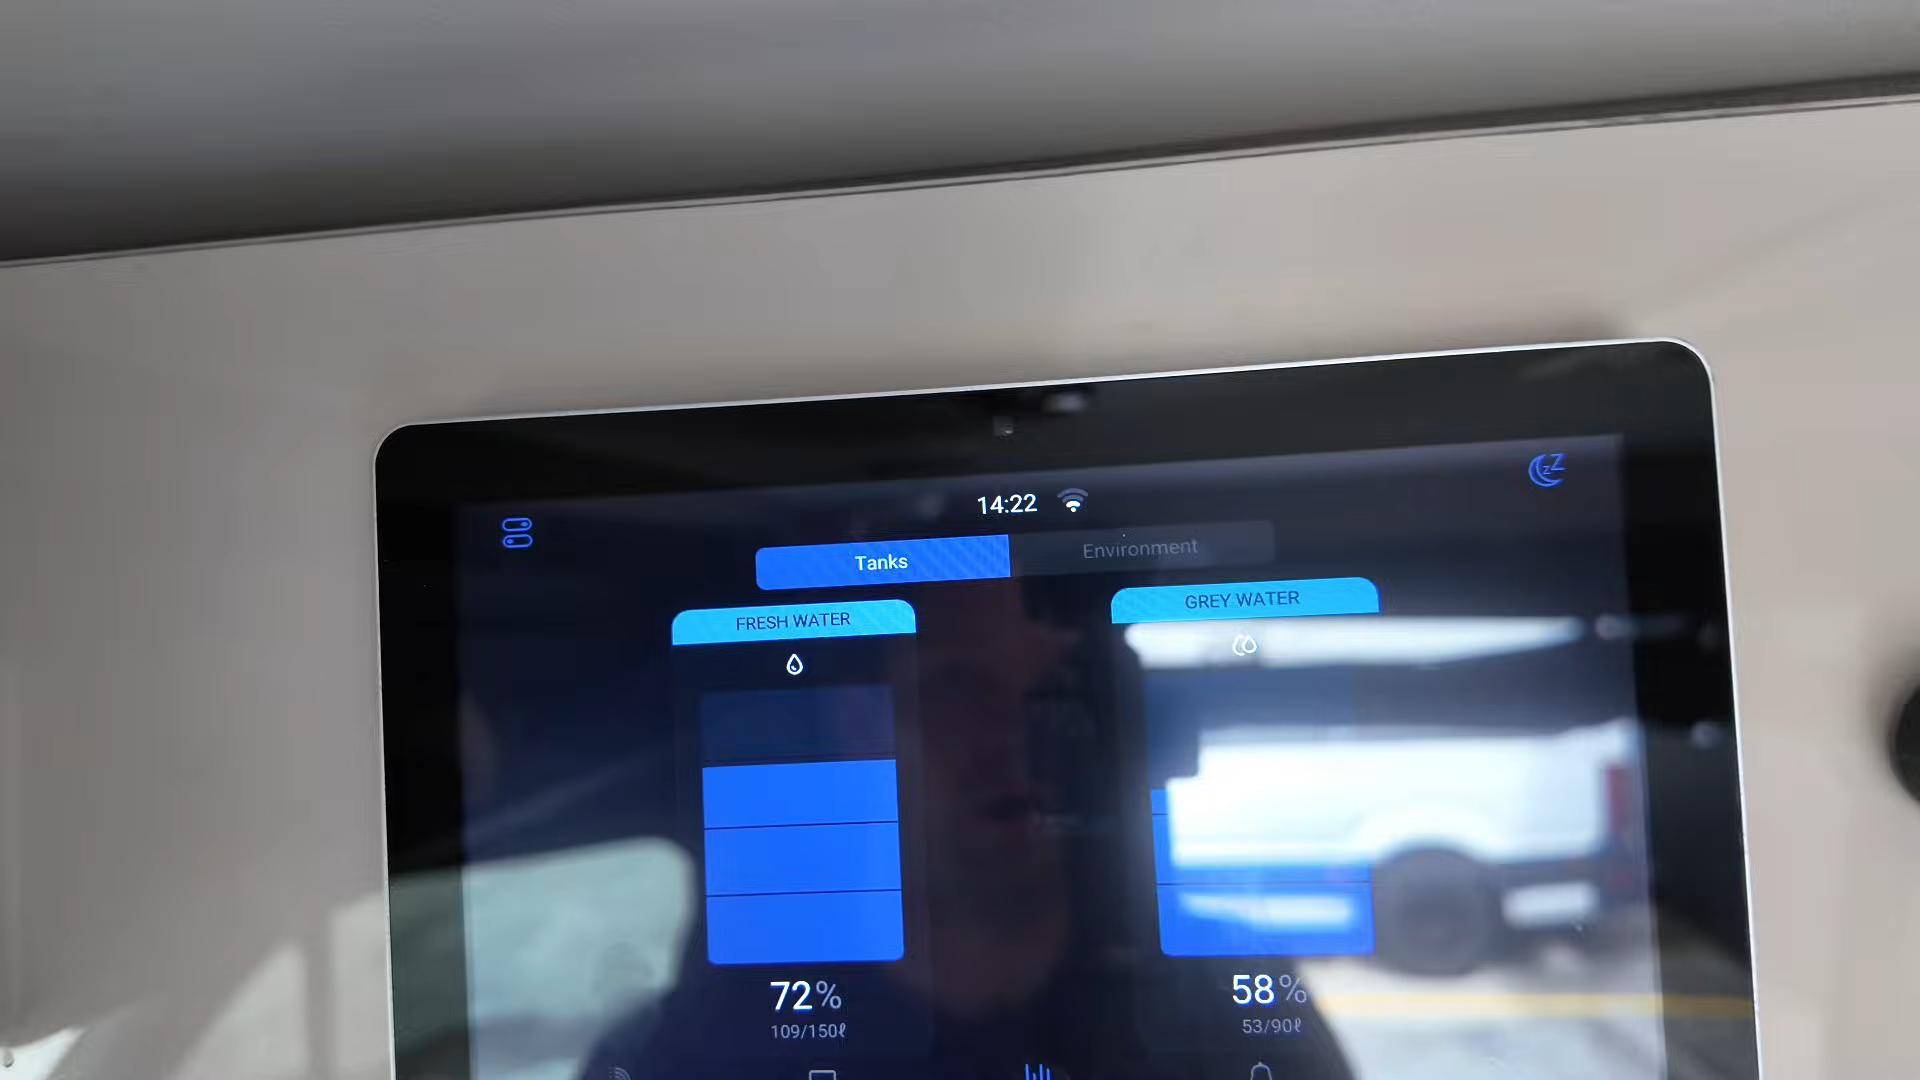 14:22
Tanks
Environment
FRESH WATER
GREY WATER
72%
58%
109/150ℓ
53/90ℓ